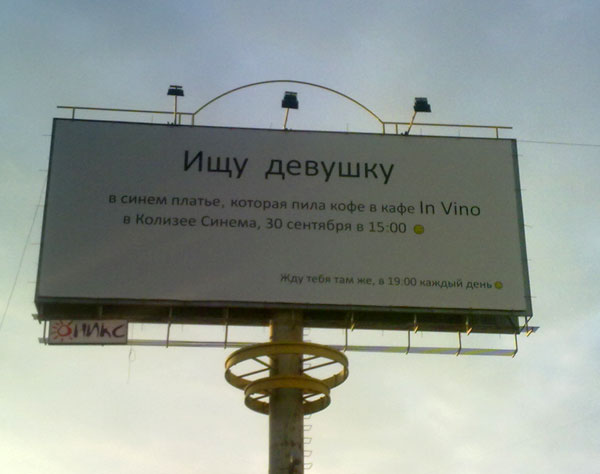 Ищу девушку
в синем платье, которая пила кофе в кафе In Vino
в Колизее Синема, 30 сентября в 15:00
Жду тебя там же, в 19:00 каждый день
ОНИКС